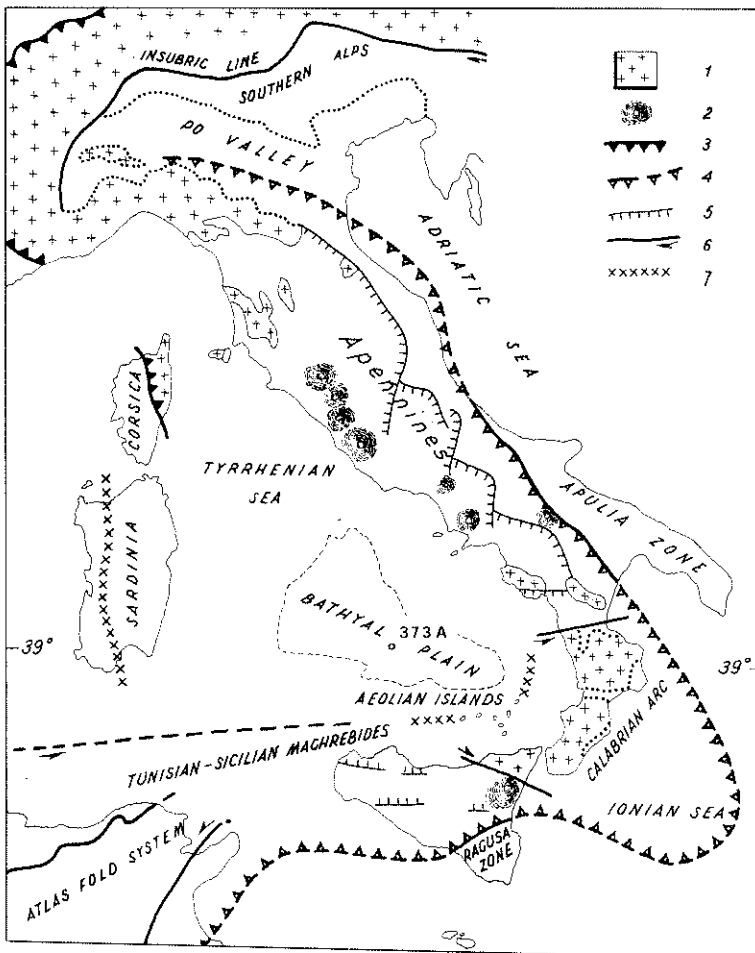 INSUBRIC LINE
SOUTHERN ALPS
PO VALLEY
1
2
3
4
5
6
7
ADRIATIC SEA
Apennines
CORSICA
TYRRHENIAN
SEA
SARDINIA
APULIA ZONE
BATHYAL PLAIN
373A
39°
39°
AEOLIAN ISLANDS
CALABRIAN ARC
TUNISIAN-SICILIAN MAGHREBIDES
IONIAN SEA
RAGUSA
ZONE
ATLAS FOLD SYSTEM